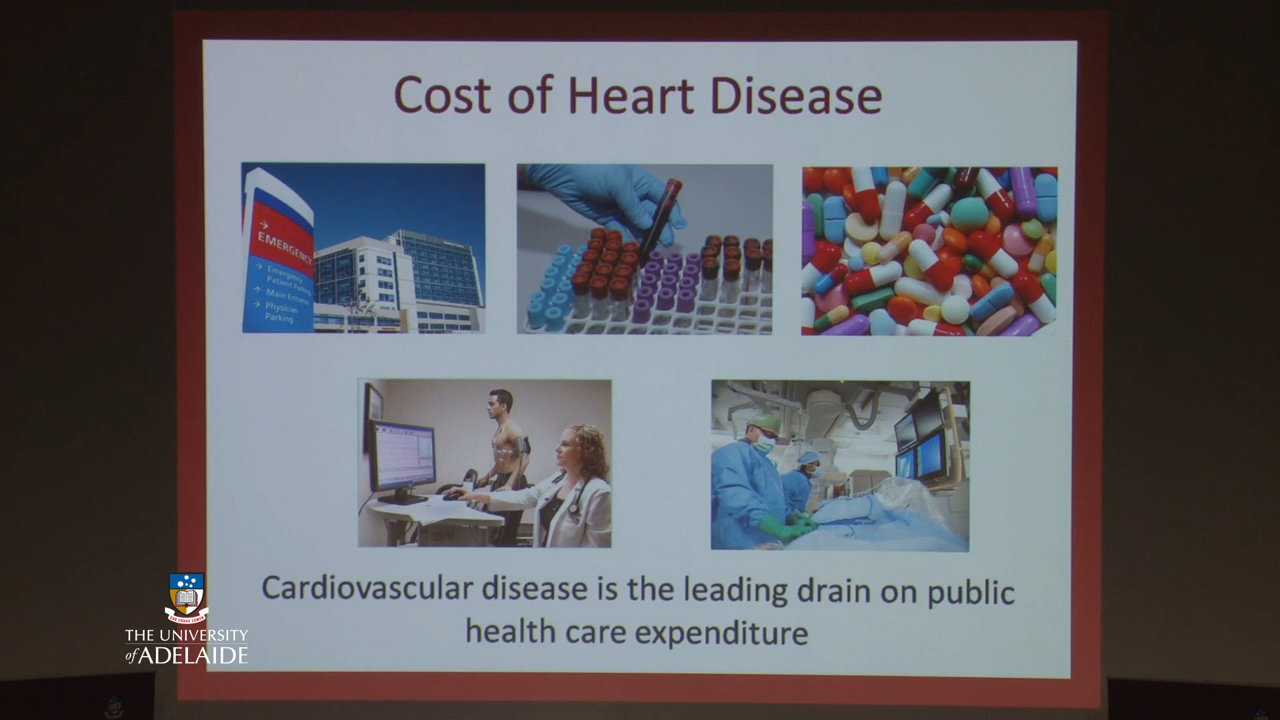 Cost of Heart Disease
EMERGENCY
Emergency
Patient Parking
Main Entrance
Physician
Parking
Cardiovascular disease is the leading drain on public
health care expenditure
THE UNIVERSITY
of ADELAIDE